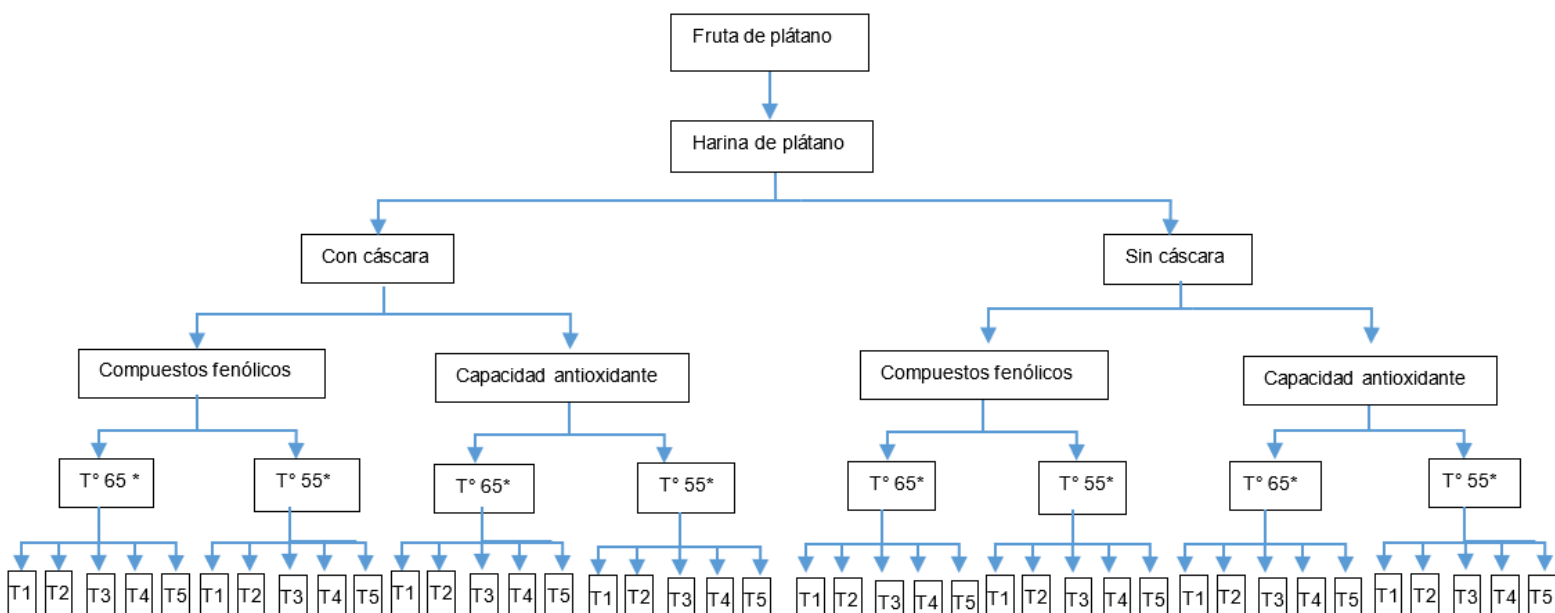 Fruta de plátano
Harina de plátano
Con cáscara
Sin cáscara
Compuestos fenólicos
Capacidad antioxidante
Compuestos fenólicos
Capacidad antioxidante
T° 65 *
T° 55*
T° 65*
T° 55*
T° 65*
T° 55*
T° 65*
T° 55*
T1 T2 T3 T4 T5 T1 T2 T3 T4 T5 T1 T2 T3 T4 T5 T1 T2 T3 T4 T5 T1 T2 T3 T4 T5 T1 T2 T3 T4 T5 T1 T2 T3 T4 T5 T1 T2 T3 T4 T5